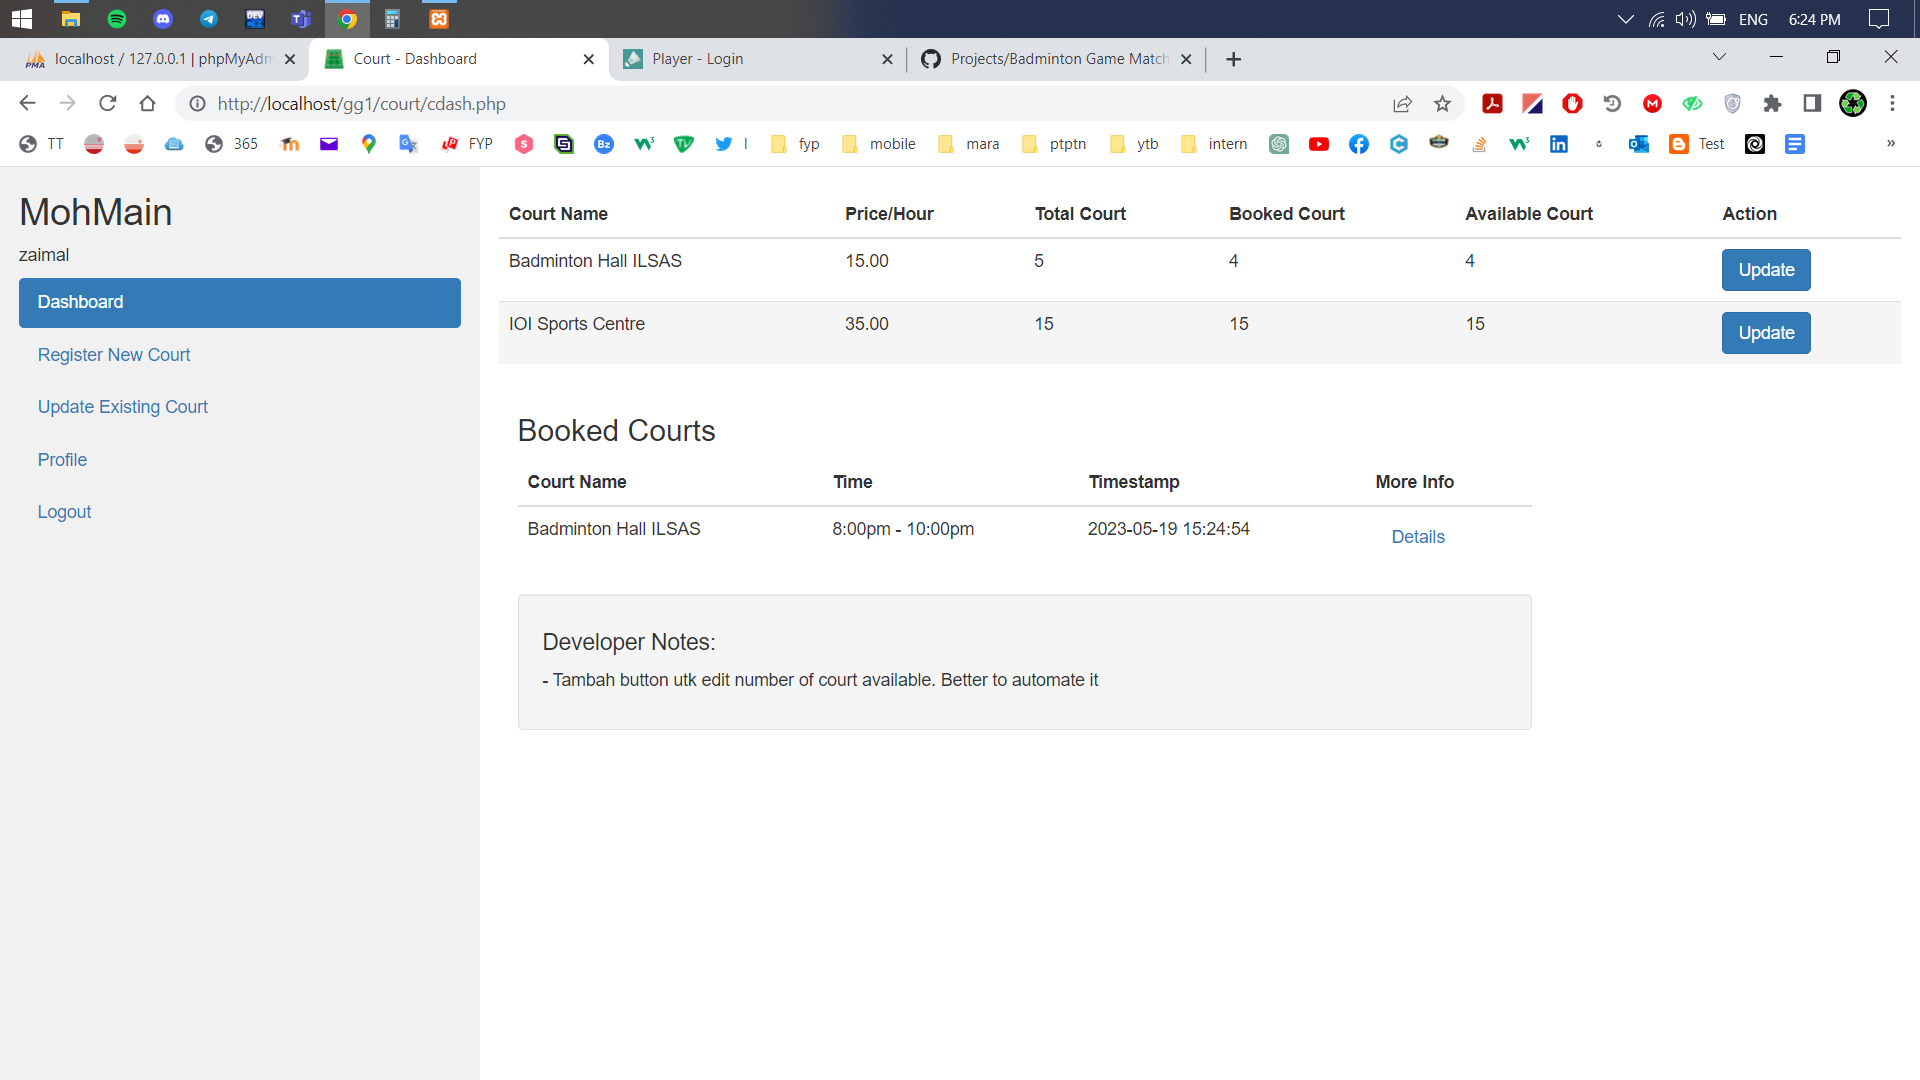 ENG 6:24 PM
localhost / 127.0.0.1 | phpMyAdm
Court - Dashboard
Player - Login
Projects/Badminton Game Match
http://localhost/gg1/court/cdash.php
TT 365 FYP fyp mobile mara ptptn ytb intern Test »
MohMain
zaimal
Dashboard
Register New Court
Update Existing Court
Profile
Logout
Court Name Price/Hour Total Court Booked Court Available Court Action
Badminton Hall ILSAS 15.00 5 4 4 Update
IOI Sports Centre 35.00 15 15 15 Update
Booked Courts
Court Name Time Timestamp More Info
Badminton Hall ILSAS 8:00pm - 10:00pm 2023-05-19 15:24:54 Details
Developer Notes:
- Tambah button utk edit number of court available. Better to automate it